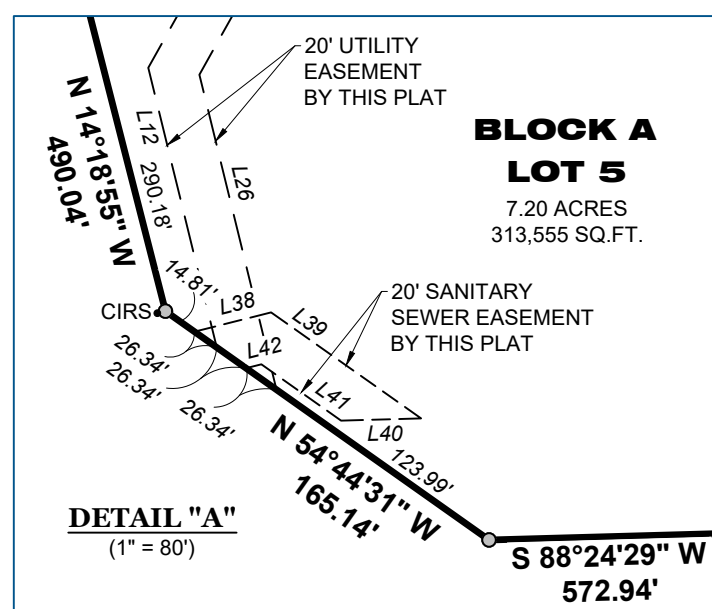 20' UTILITY
EASEMENT
BY THIS PLAT
BLOCK A
LOT 5
7.20 ACRES
313,555 SQ.FT.
N 14°18'55" W
490.04'
L12
290.18'
L26
14.81'
CIRS
L38
L39
20' SANITARY
SEWER EASEMENT
BY THIS PLAT
26.34'
26.34'
26.34'
L42
L41
L40
N 54°44'31" W
165.14'
123.99'
DETAIL "A"
(1" = 80')
S 88°24'29" W
572.94'